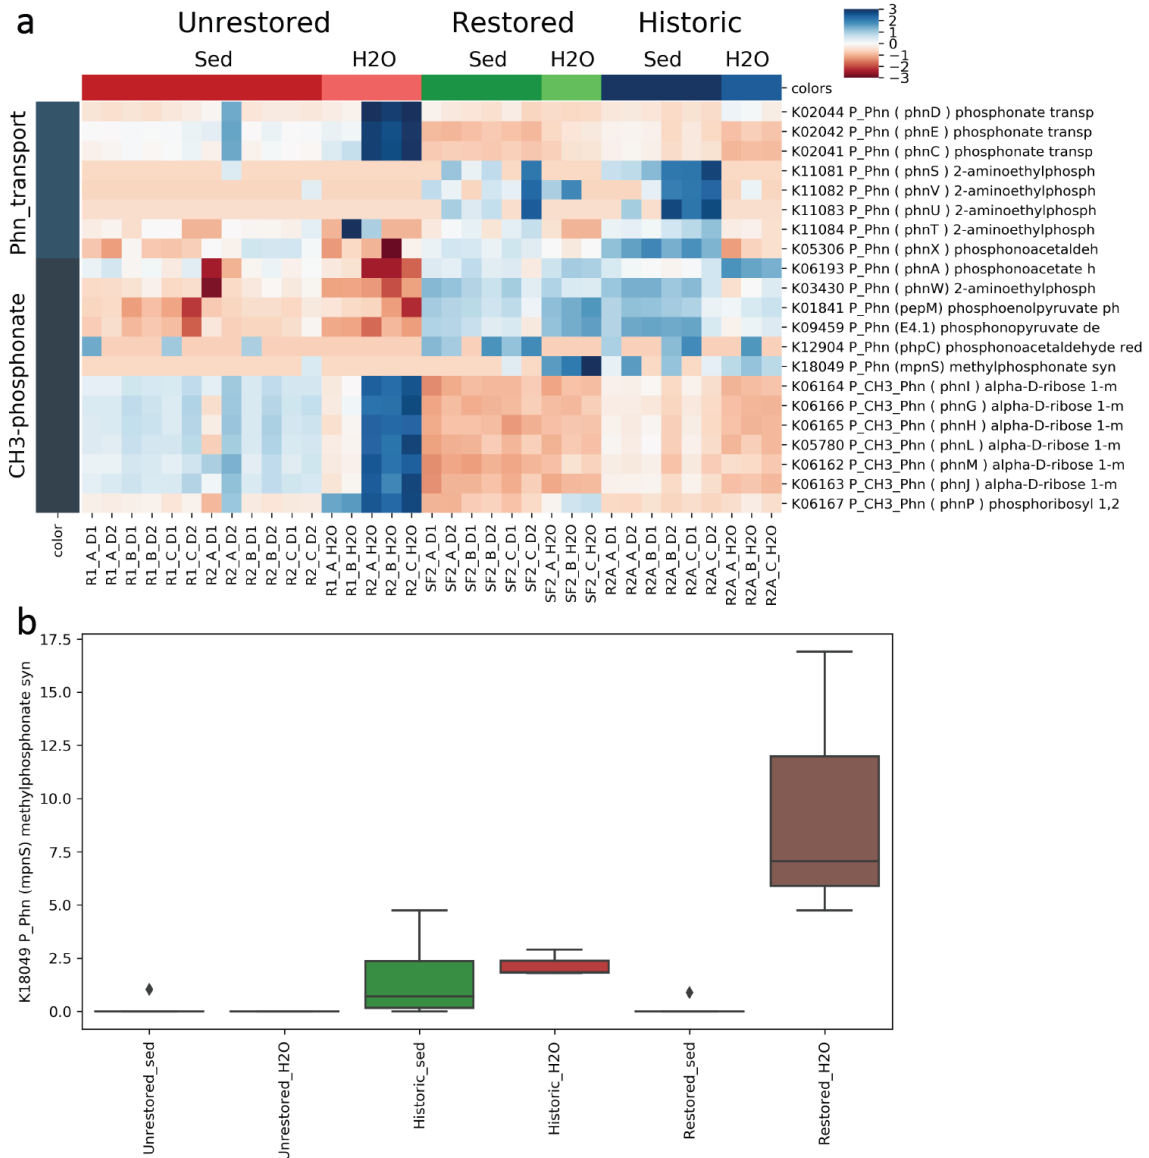 a
Unrestored Restored Historic
Sed H2O Sed H2O Sed H2O
3
2
1
0
−1
−2
−3
colors
Phn_transport
CH3-phosphonate
color
K02044 P_Phn ( phnD ) phosphonate transp
K02042 P_Phn ( phnE ) phosphonate transp
K02041 P_Phn ( phnC ) phosphonate transp
K11081 P_Phn ( phnS ) 2-aminoethylphosph
K11082 P_Phn ( phnV ) 2-aminoethylphosph
K11083 P_Phn ( phnU ) 2-aminoethylphosph
K11084 P_Phn ( phnT ) 2-aminoethylphosph
K05306 P_Phn ( phnX ) phosphonoacetaldeh
K06193 P_Phn ( phnA ) phosphonoacetate h
K03430 P_Phn ( phnW) 2-aminoethylphosph
K01841 P_Phn (pepM) phosphoenolpyruvate ph
K09459 P_Phn (E4.1) phosphonopyruvate de
K12904 P_Phn (phpC) phosphonoacetaldehyde red
K18049 P_Phn (mpnS) methylphosphonate syn
K06164 P_CH3_Phn ( phnI ) alpha-D-ribose 1-m
K06166 P_CH3_Phn ( phnG ) alpha-D-ribose 1-m
K06165 P_CH3_Phn ( phnH ) alpha-D-ribose 1-m
K05780 P_CH3_Phn ( phnL ) alpha-D-ribose 1-m
K06162 P_CH3_Phn ( phnM ) alpha-D-ribose 1-m
K06163 P_CH3_Phn ( phnJ ) alpha-D-ribose 1-m
K06167 P_CH3_Phn ( phnP ) phosphoribosyl 1,2
R1_A_D1
R1_A_D2
R1_B_D1
R1_B_D2
R1_C_D1
R1_C_D2
R2_A_D1
R2_A_D2
R2_B_D1
R2_B_D2
R2_C_D1
R2_C_D2
R1_A_H2O
R1_B_H2O
R2_A_H2O
R2_B_H2O
R2_C_H2O
SF2_A_D1
SF2_A_D2
SF2_B_D1
SF2_B_D2
SF2_C_D1
SF2_C_D2
SF2_A_H2O
SF2_B_H2O
SF2_C_H2O
R2A_A_D1
R2A_A_D2
R2A_B_D1
R2A_B_D2
R2A_C_D1
R2A_C_D2
R2A_A_H2O
R2A_B_H2O
R2A_C_H2O
b
K18049 P_Phn (mpnS) methylphosphonate syn
17.5
15.0
12.5
10.0
7.5
5.0
2.5
0.0
Unrestored_sed
Unrestored_H2O
Historic_sed
Historic_H2O
Restored_sed
Restored_H2O